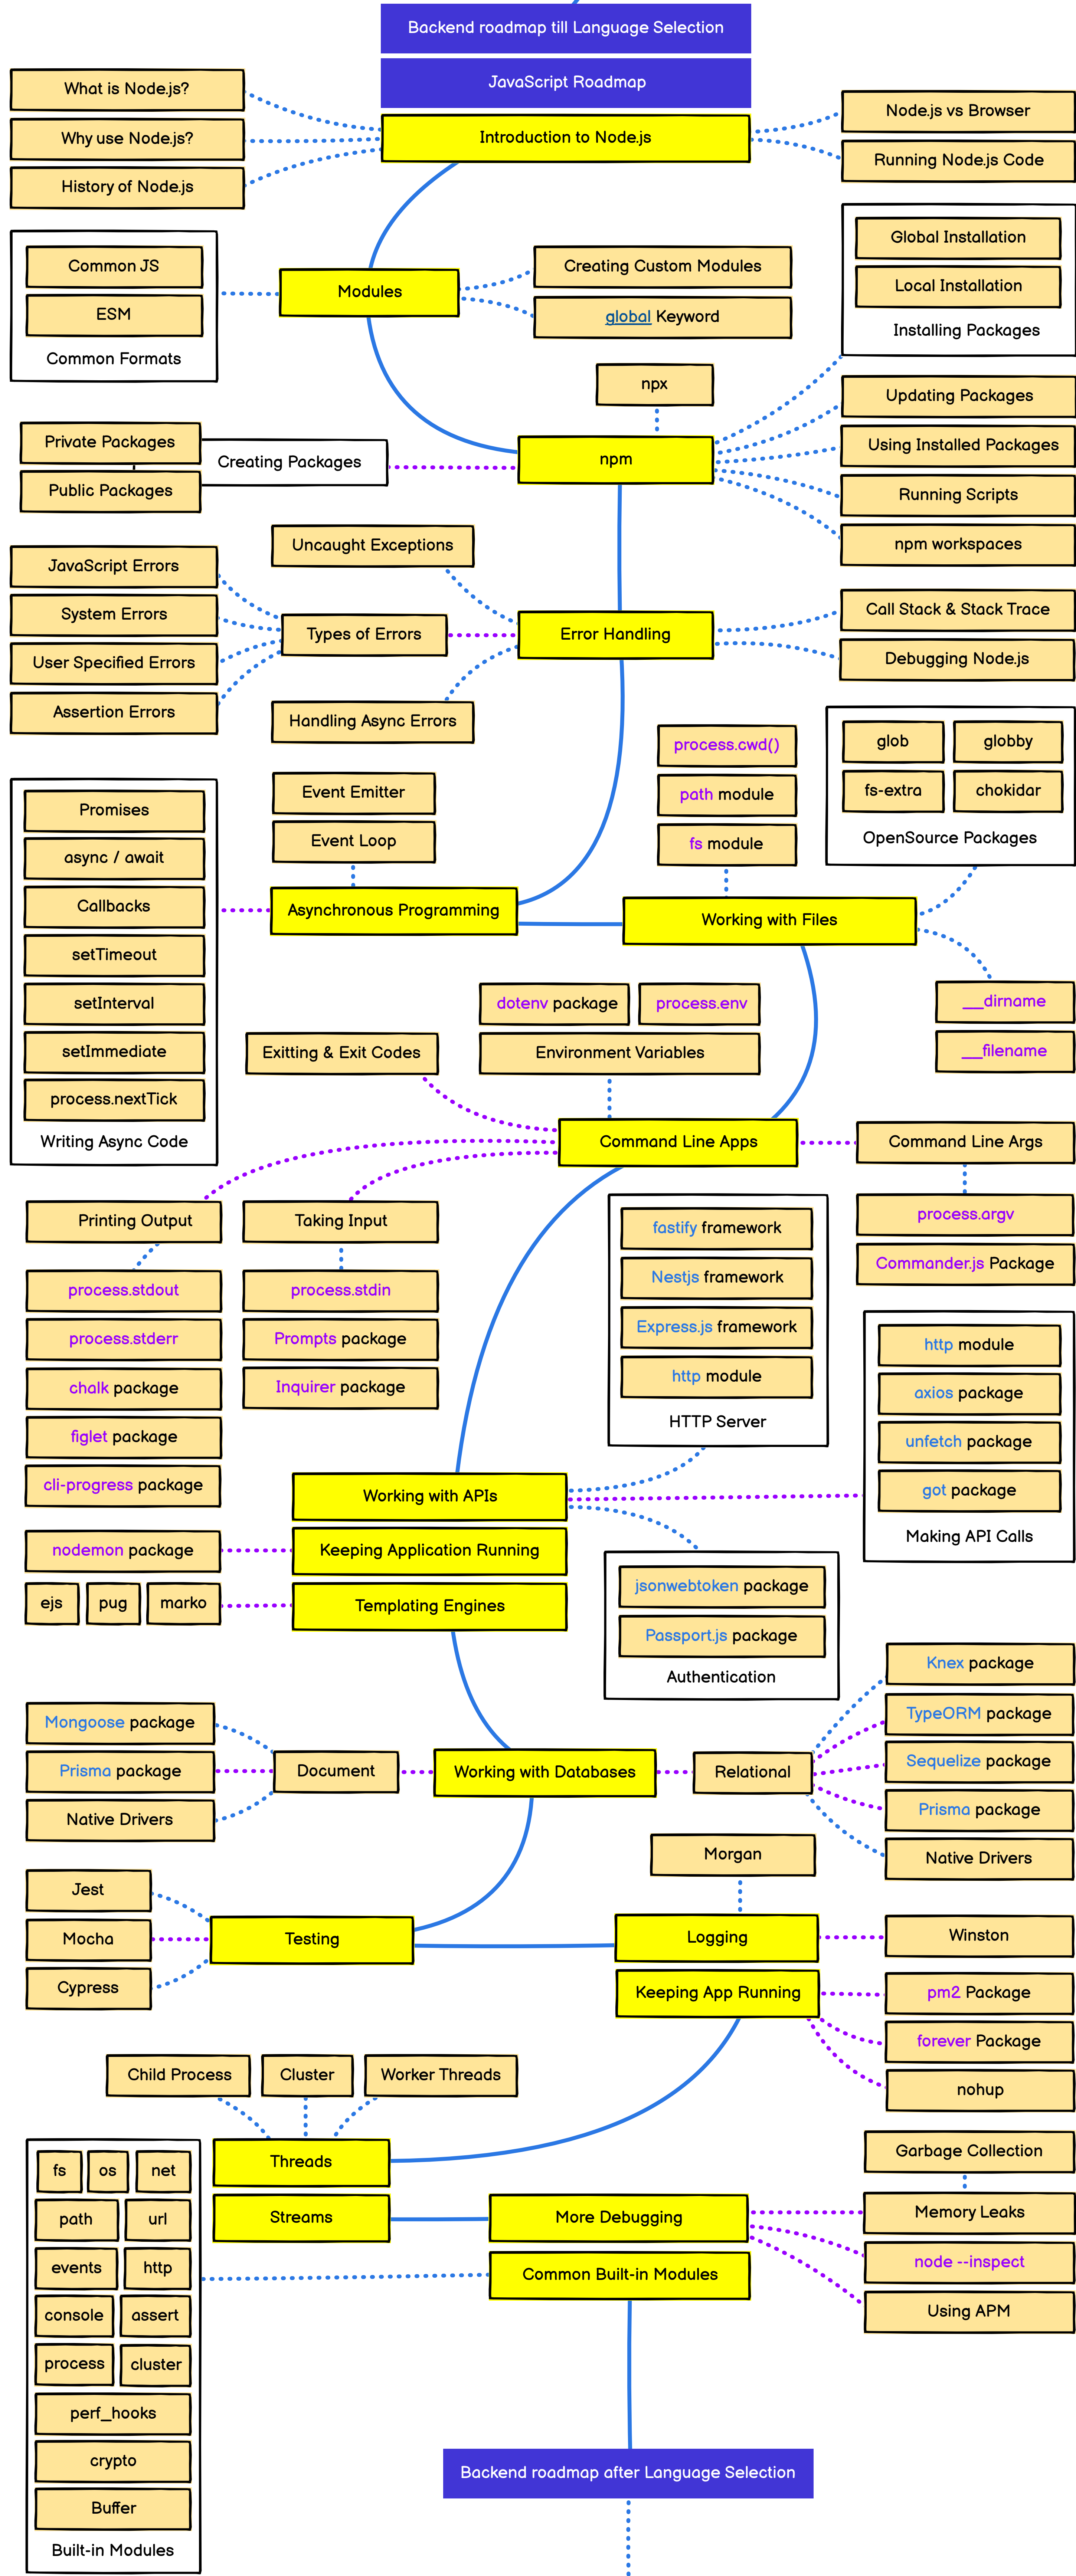 Backend roadmap till Language Selection
JavaScript Roadmap
What is Node.js?
Why use Node.js?
History of Node.js
Introduction to Node.js
Node.js vs Browser
Running Node.js Code
Common JS
ESM
Common Formats
Modules
Creating Custom Modules
global Keyword
Global Installation
Local Installation
Installing Packages
npx
Updating Packages
Private Packages
Public Packages
Creating Packages
npm
Using Installed Packages
Running Scripts
npm workspaces
Uncaught Exceptions
JavaScript Errors
System Errors
User Specified Errors
Assertion Errors
Types of Errors
Error Handling
Call Stack & Stack Trace
Debugging Node.js
Handling Async Errors
process.cwd()
path module
fs module
glob
globby
fs-extra
chokidar
OpenSource Packages
Event Emitter
Event Loop
Promises
async / await
Callbacks
setTimeout
setInterval
setImmediate
process.nextTick
Writing Async Code
Asynchronous Programming
Working with Files
__dirname
__filename
dotenv package
process.env
Environment Variables
Exitting & Exit Codes
Command Line Apps
Command Line Args
process.argv
Commander.js Package
Printing Output
process.stdout
process.stderr
chalk package
figlet package
cli-progress package
Taking Input
process.stdin
Prompts package
Inquirer package
fastify framework
Nestjs framework
Express.js framework
http module
HTTP Server
http module
axios package
unfetch package
got package
Making API Calls
Working with APIs
nodemon package
Keeping Application Running
ejs
pug
marko
Templating Engines
jsonwebtoken package
Passport.js package
Authentication
Mongoose package
Prisma package
Native Drivers
Document
Working with Databases
Relational
Knex package
TypeORM package
Sequelize package
Prisma package
Native Drivers
Morgan
Jest
Mocha
Cypress
Testing
Logging
Winston
Keeping App Running
pm2 Package
forever Package
nohup
Child Process
Cluster
Worker Threads
Threads
Streams
More Debugging
Garbage Collection
Memory Leaks
node --inspect
Using APM
Common Built-in Modules
fs
os
net
path
url
events
http
console
assert
process
cluster
perf_hooks
crypto
Buffer
Built-in Modules
Backend roadmap after Language Selection